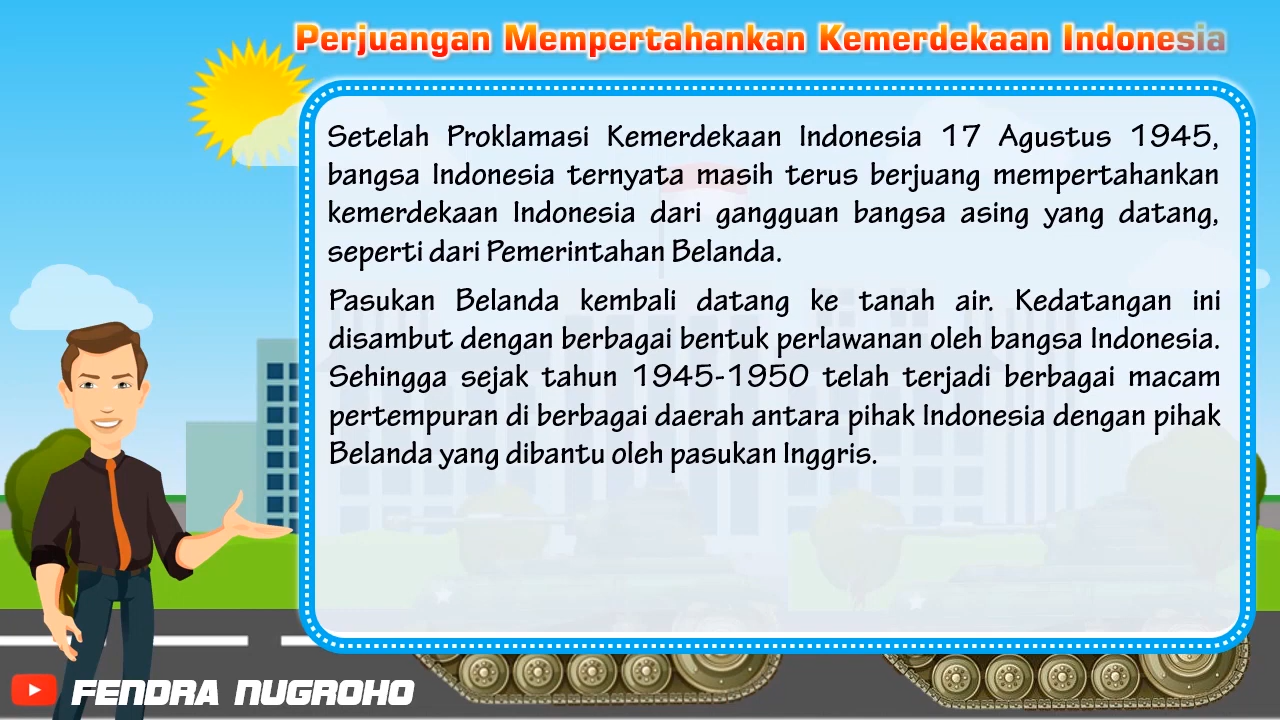 Perjuangan Mempertahankan Kemerdekaan Indonesia
Setelah Proklamasi Kemerdekaan Indonesia 17 Agustus 1945,
bangsa Indonesia ternyata masih terus berjuang mempertahankan
kemerdekaan Indonesia dari gangguan bangsa asing yang datang,
seperti dari Pemerintahan Belanda.
Pasukan Belanda kembali datang ke tanah air. Kedatangan ini
disambut dengan berbagai bentuk perlawanan oleh bangsa Indonesia.
Sehingga sejak tahun 1945-1950 telah terjadi berbagai macam
pertempuran di berbagai daerah antara pihak Indonesia dengan pihak
Belanda yang dibantu oleh pasukan Inggris.
FENDRA NUGROHO